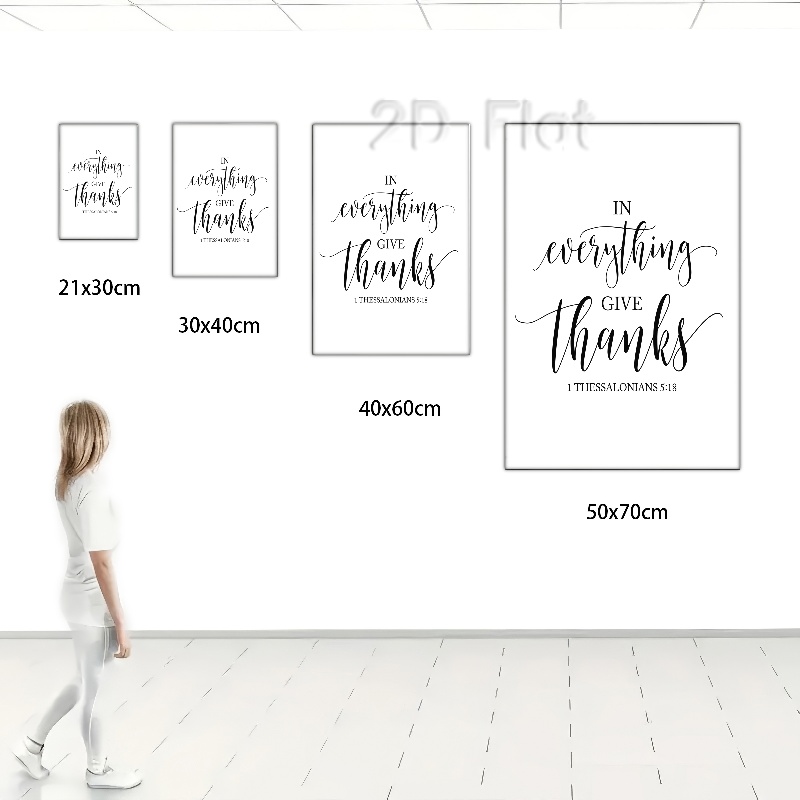 2D Flat
IN
everything
GIVE
thanks
1 THESSALONIANS 5:18
21x30cm
IN
everything
GIVE
thanks
1 THESSALONIANS 5:18
30x40cm
IN
everything
GIVE
thanks
1 THESSALONIANS 5:18
40x60cm
IN
everything
GIVE
thanks
1 THESSALONIANS 5:18
50x70cm